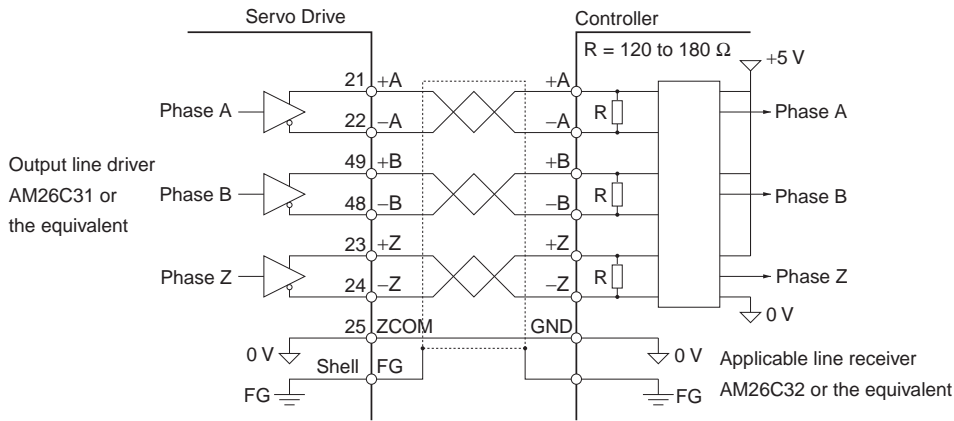 Servo Drive
Controller
R = 120 to 180 Ω
+5 V
21 +A
+A
Phase A
R
Phase A
22 −A
−A
49 +B
+B
Output line driver
AM26C31 or
the equivalent
Phase B
R
Phase B
48 −B
−B
23 +Z
+Z
Phase Z
R
Phase Z
24 −Z
−Z
0 V
25 ZCOM
GND
0 V
0 V
Shell FG
Applicable line receiver
AM26C32 or the equivalent
FG
FG